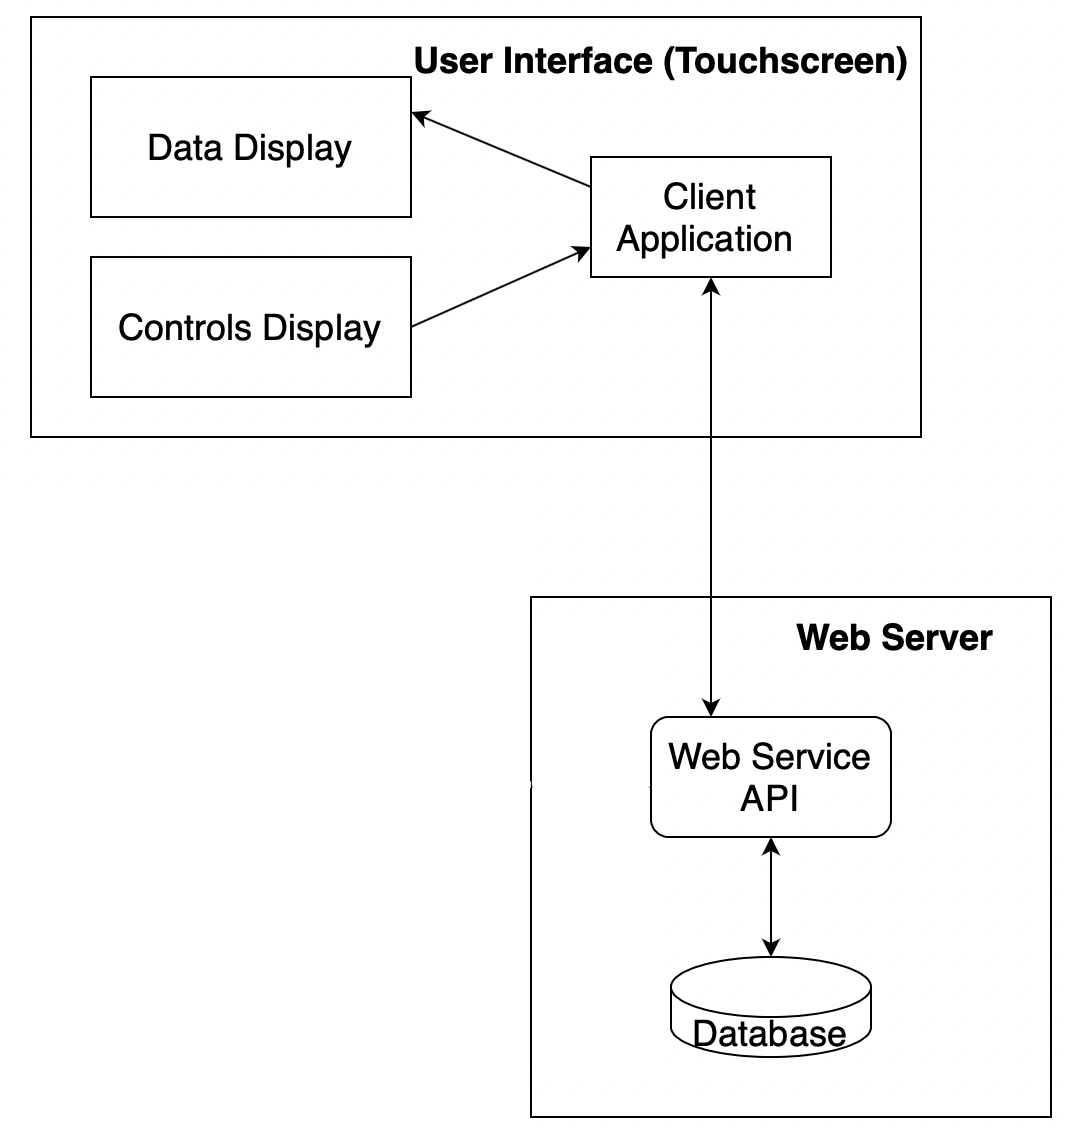 User Interface (Touchscreen)
Data Display
Client
Application
Controls Display
Web Server
Web Service
API
Database